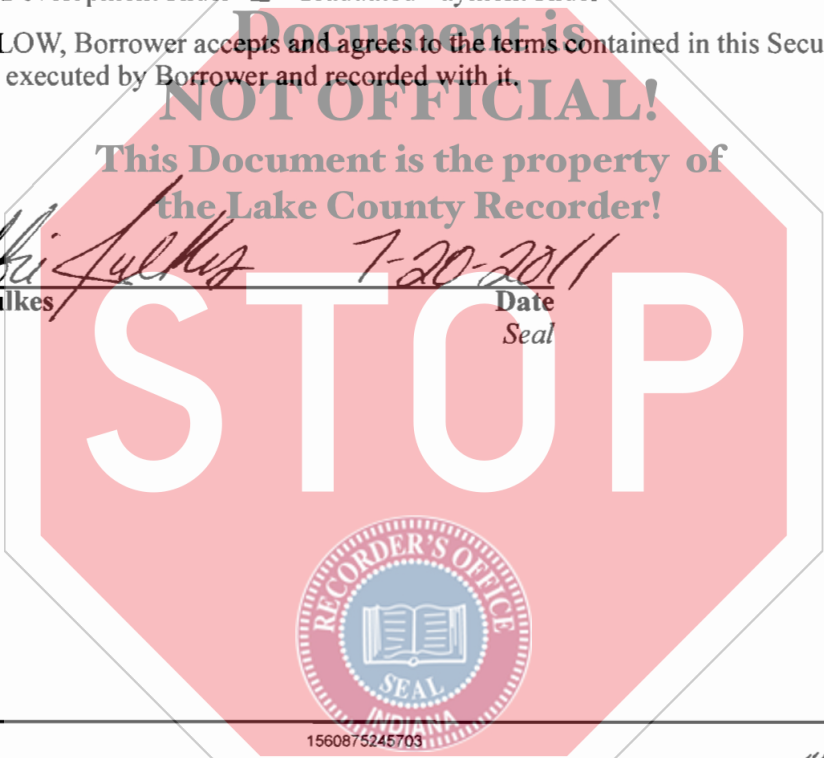 Document is
LOW, Borrower accepts and agrees to the terms contained in this Secu
executed by Borrower and recorded with it.
NOT OFFICIAL!
This Document is the property of
the Lake County Recorder!
7-20-2011
lkes Date
Seal
STOP
RECORDER'S OFFICE
SEAL
INDIANA
1560875245703